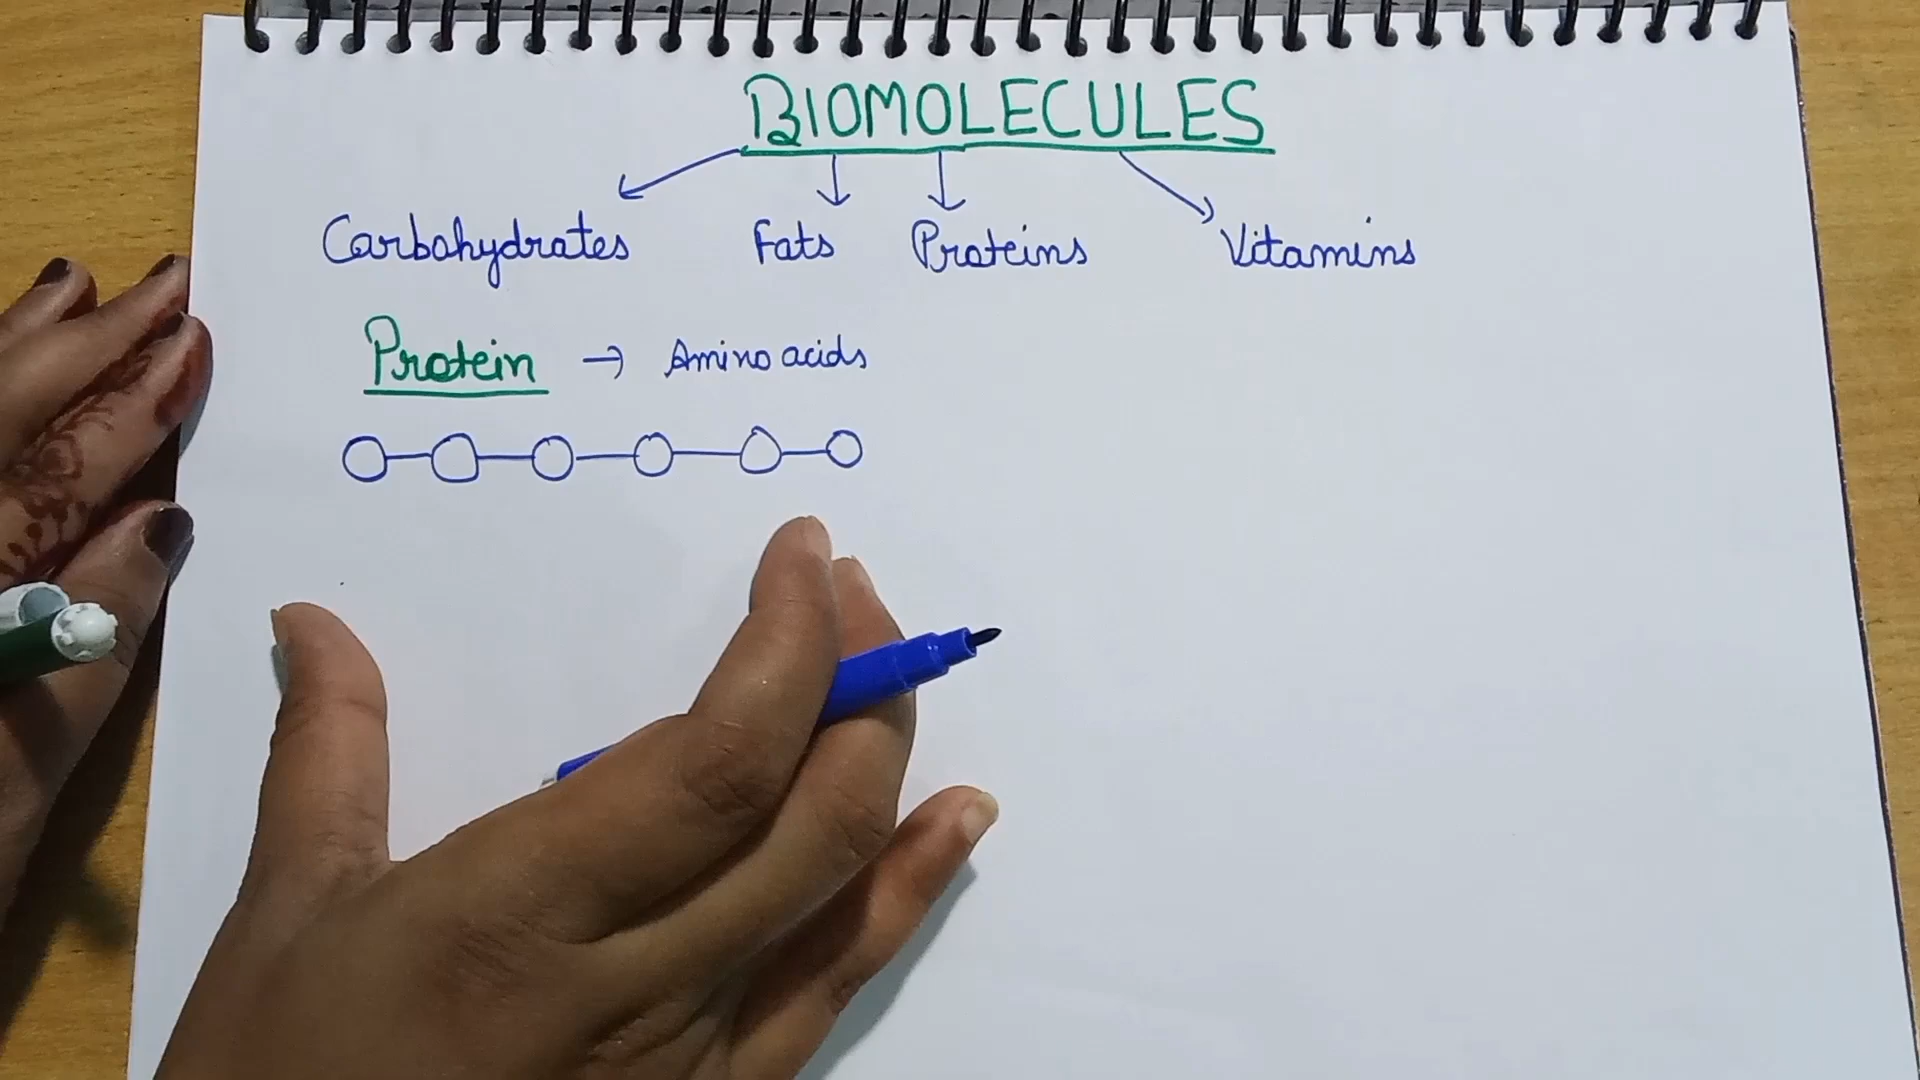 BIOMOLECULES
Carbohydrates Fats Proteins Vitamins
Protein → Amino acids